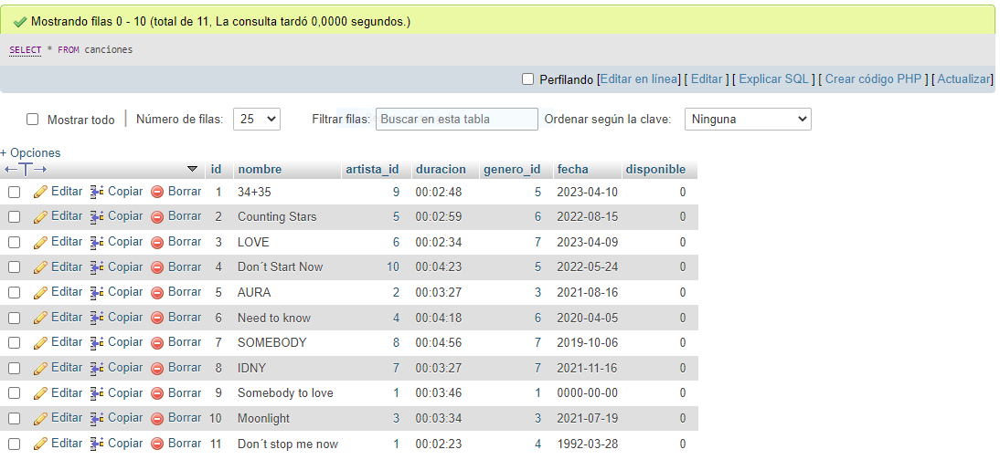 Mostrando filas 0 - 10 (total de 11, La consulta tardó 0,0000 segundos.)
SELECT * FROM canciones
Perfilando [Editar en línea] [ Editar ] [ Explicar SQL ] [ Crear código PHP ] [ Actualizar]
Mostrar todo | Número de filas: 25 Filtrar filas: Buscar en esta tabla Ordenar según la clave: Ninguna
+ Opciones
←T→ id nombre artista_id duracion genero_id fecha disponible
Editar Copiar Borrar 1 34+35 9 00:02:48 5 2023-04-10 0
Editar Copiar Borrar 2 Counting Stars 5 00:02:59 6 2022-08-15 0
Editar Copiar Borrar 3 LOVE 6 00:02:34 7 2023-04-09 0
Editar Copiar Borrar 4 Don´t Start Now 10 00:04:23 5 2022-05-24 0
Editar Copiar Borrar 5 AURA 2 00:03:27 3 2021-08-16 0
Editar Copiar Borrar 6 Need to know 4 00:04:18 6 2020-04-05 0
Editar Copiar Borrar 7 SOMEBODY 8 00:04:56 7 2019-10-06 0
Editar Copiar Borrar 8 IDNY 7 00:03:27 7 2021-11-16 0
Editar Copiar Borrar 9 Somebody to love 1 00:03:46 1 0000-00-00 0
Editar Copiar Borrar 10 Moonlight 3 00:03:34 3 2021-07-19 0
Editar Copiar Borrar 11 Don´t stop me now 1 00:02:23 4 1992-03-28 0